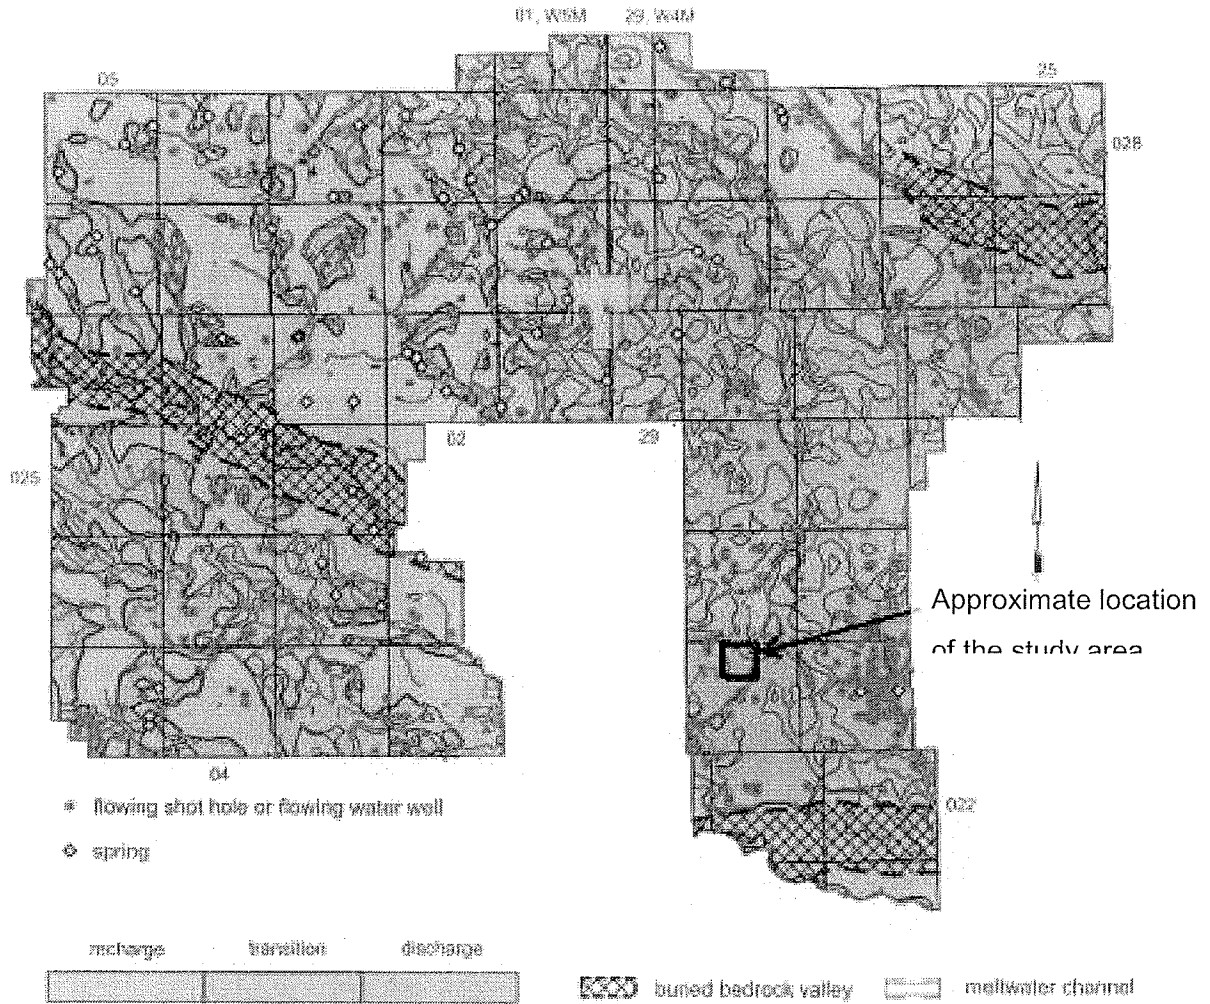 01, W5M 29, W4M
05
25
028
02
29
025
Approximate location
of the study area
04
flowing shot hole or flowing water well
022
spring
recharge transition discharge
buried bedrock valley meltwater channel